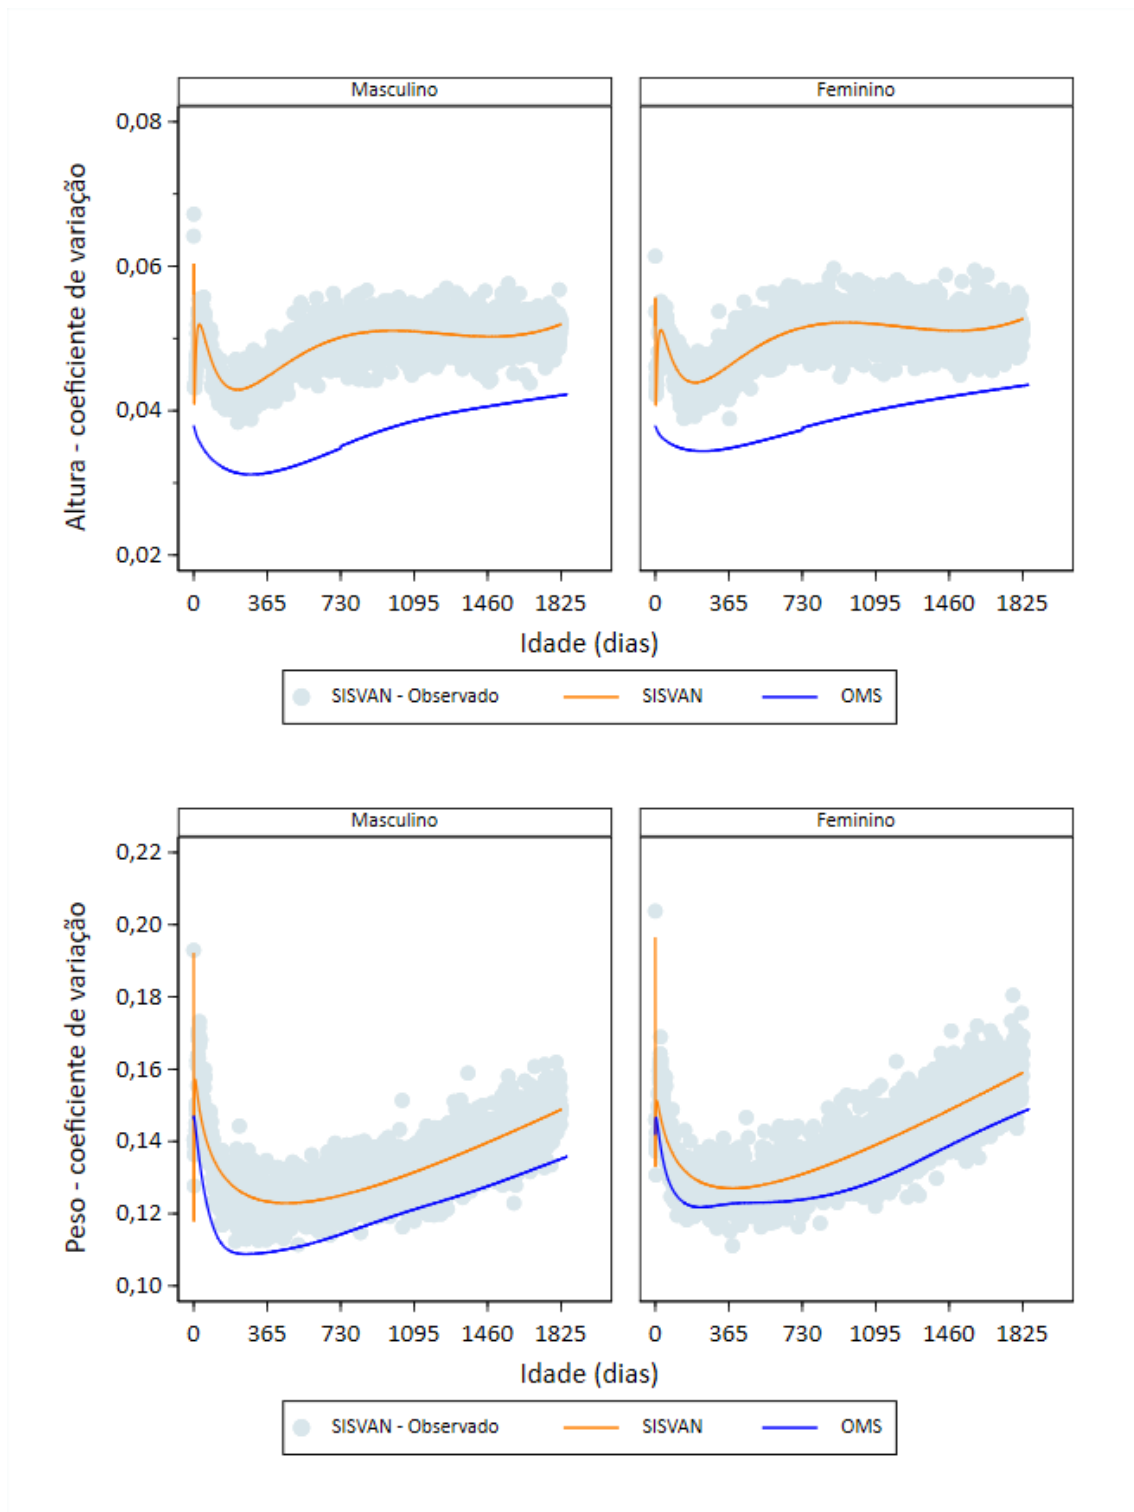 Masculino Feminino
Altura - coeficiente de variação
0,08
0,06
0,04
0,02
0 365 730 1095 1460 1825 0 365 730 1095 1460 1825
Idade (dias)
SISVAN - Observado SISVAN OMS
Masculino Feminino
Peso - coeficiente de variação
0,22
0,20
0,18
0,16
0,14
0,12
0,10
0 365 730 1095 1460 1825 0 365 730 1095 1460 1825
Idade (dias)
SISVAN - Observado SISVAN OMS